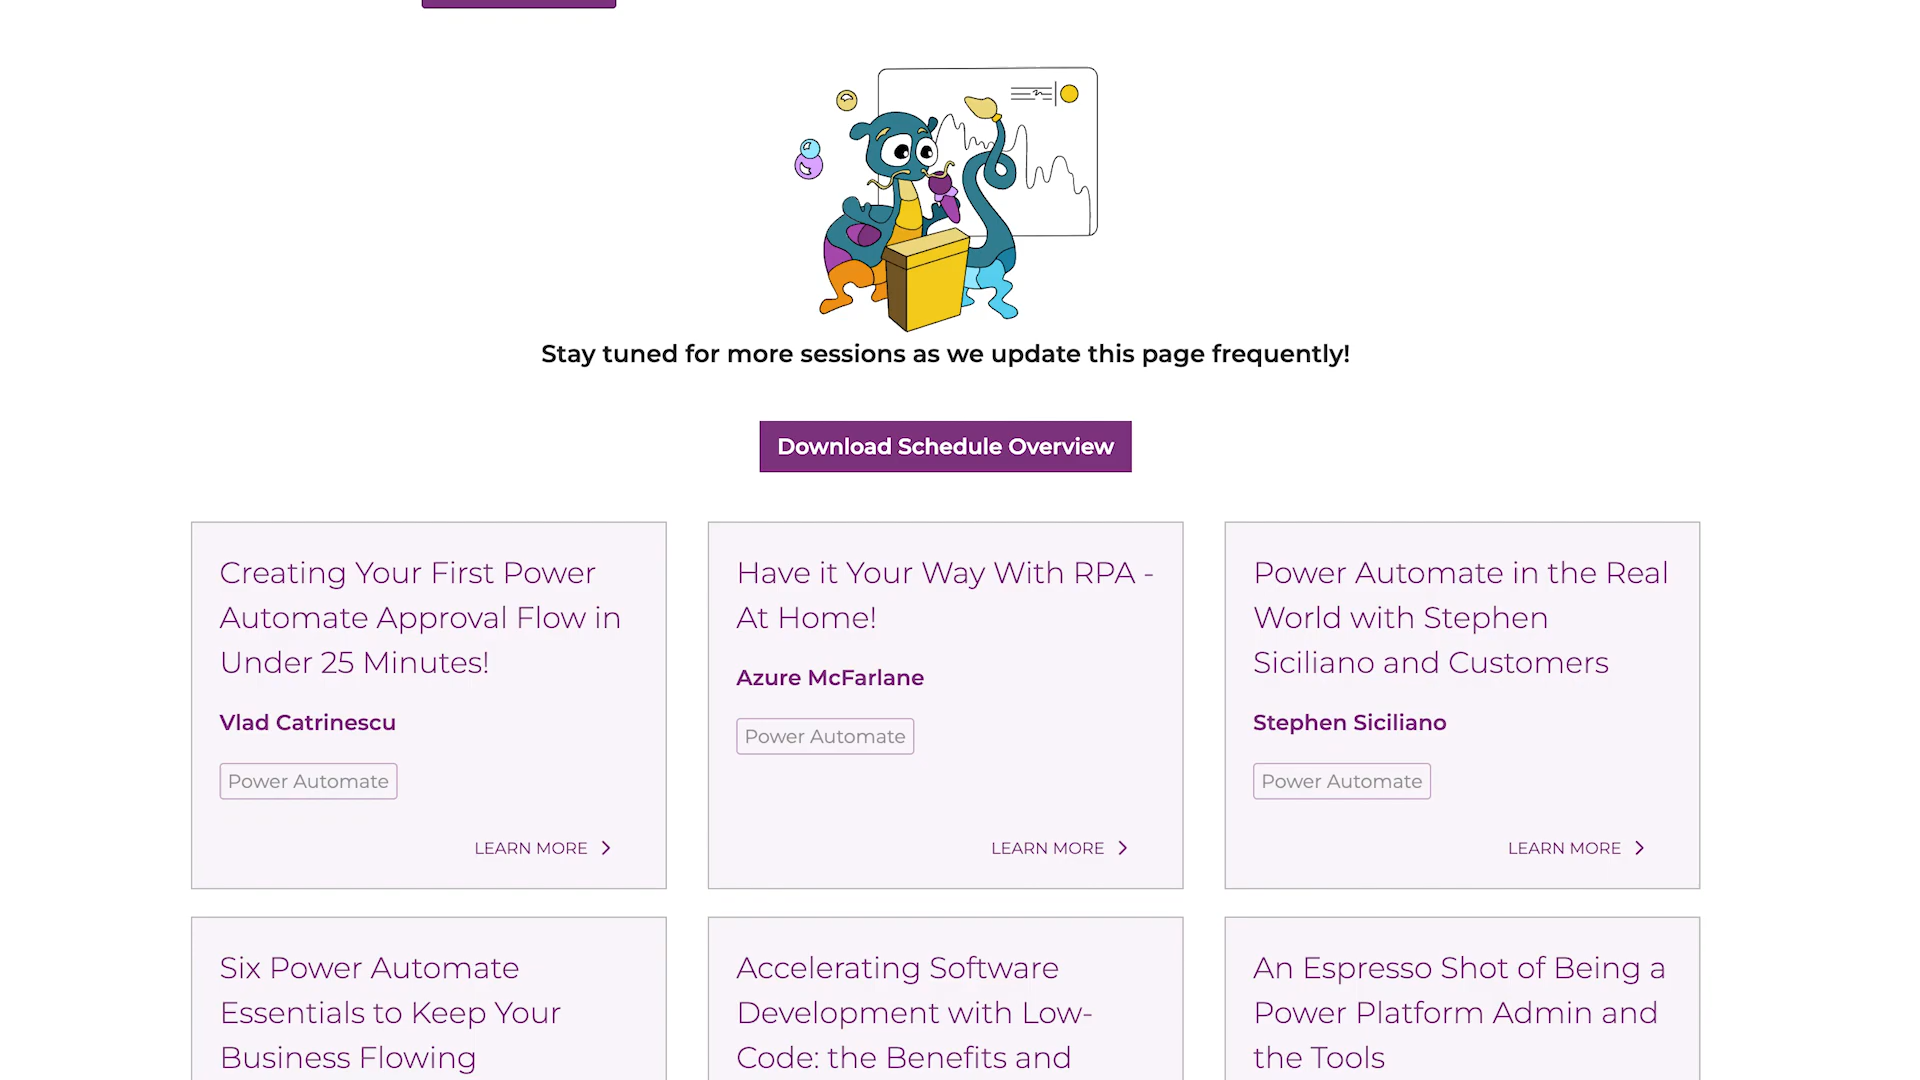 Stay tuned for more sessions as we update this page frequently!
Download Schedule Overview
Creating Your First Power
Automate Approval Flow in
Under 25 Minutes!
Vlad Catrinescu
Power Automate
LEARN MORE
Have it Your Way With RPA -
At Home!
Azure McFarlane
Power Automate
LEARN MORE
Power Automate in the Real
World with Stephen
Siciliano and Customers
Stephen Siciliano
Power Automate
LEARN MORE
Six Power Automate
Essentials to Keep Your
Business Flowing
Accelerating Software
Development with Low-
Code: the Benefits and
An Espresso Shot of Being a
Power Platform Admin and
the Tools